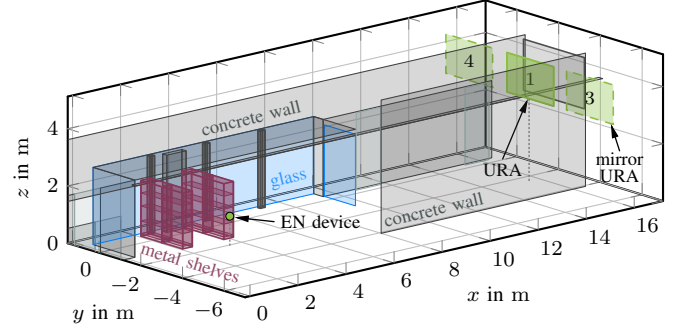 4
1
3
concrete wall
4
2
0
z in m
glass
URA
mirror
URA
EN device
concrete wall
metal shelves
0
−2
−4
−6
y in m
0
2
4
6
8
10
12
14
16
x in m